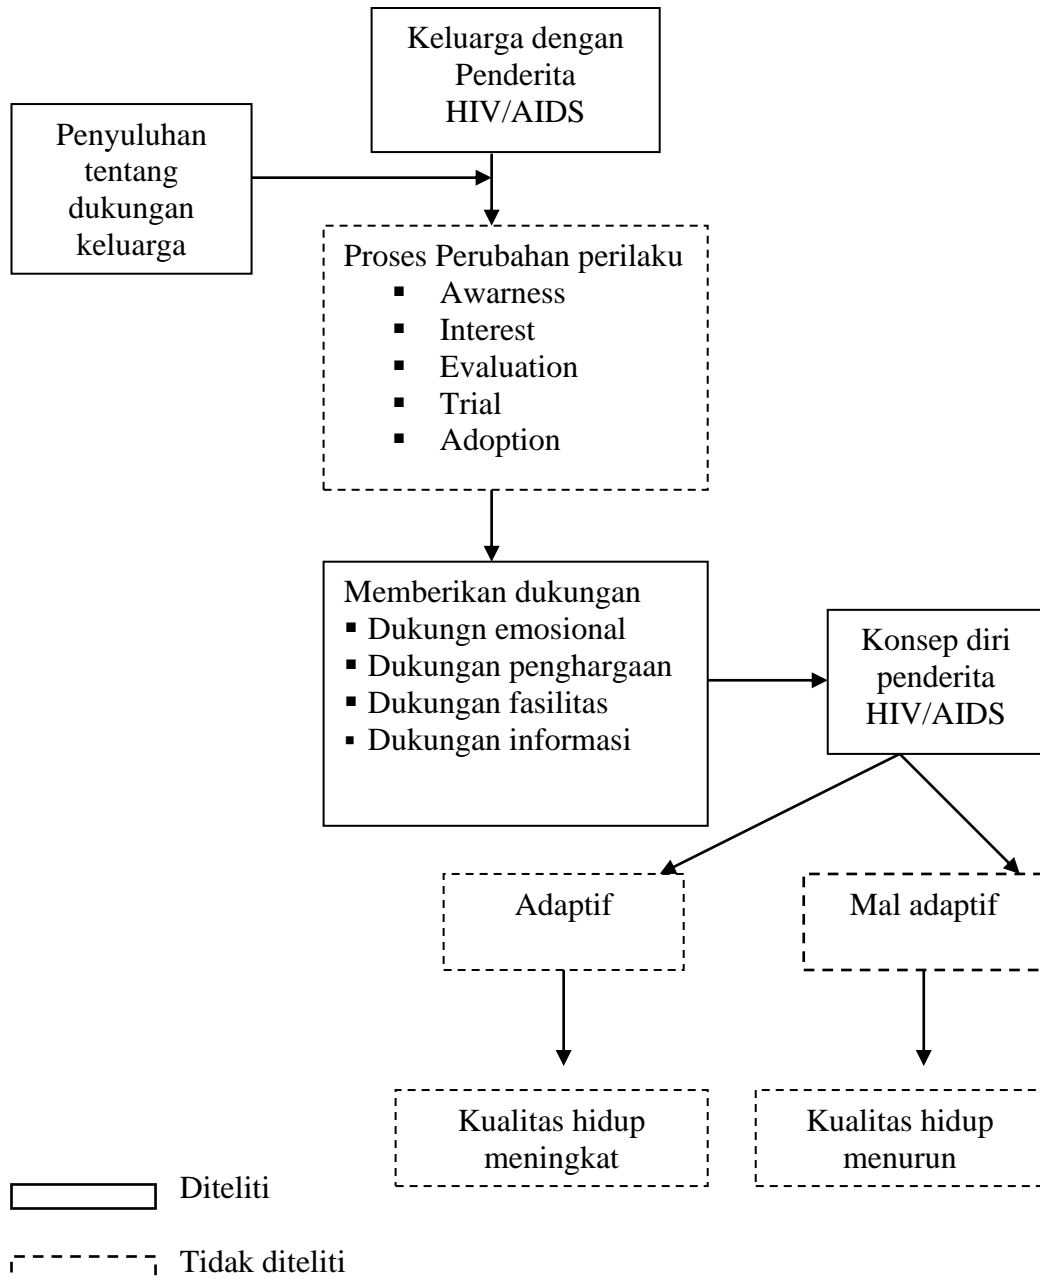 Keluarga dengan
Penderita
HIV/AIDS
Penyuluhan
tentang
dukungan
keluarga
Proses Perubahan perilaku
▪ Awarness
▪ Interest
▪ Evaluation
▪ Trial
▪ Adoption
Memberikan dukungan
▪ Dukungn emosional
▪ Dukungan penghargaan
▪ Dukungan fasilitas
▪ Dukungan informasi
Konsep diri
penderita
HIV/AIDS
Adaptif
Mal adaptif
Kualitas hidup
meningkat
Kualitas hidup
menurun
Diteliti
Tidak diteliti